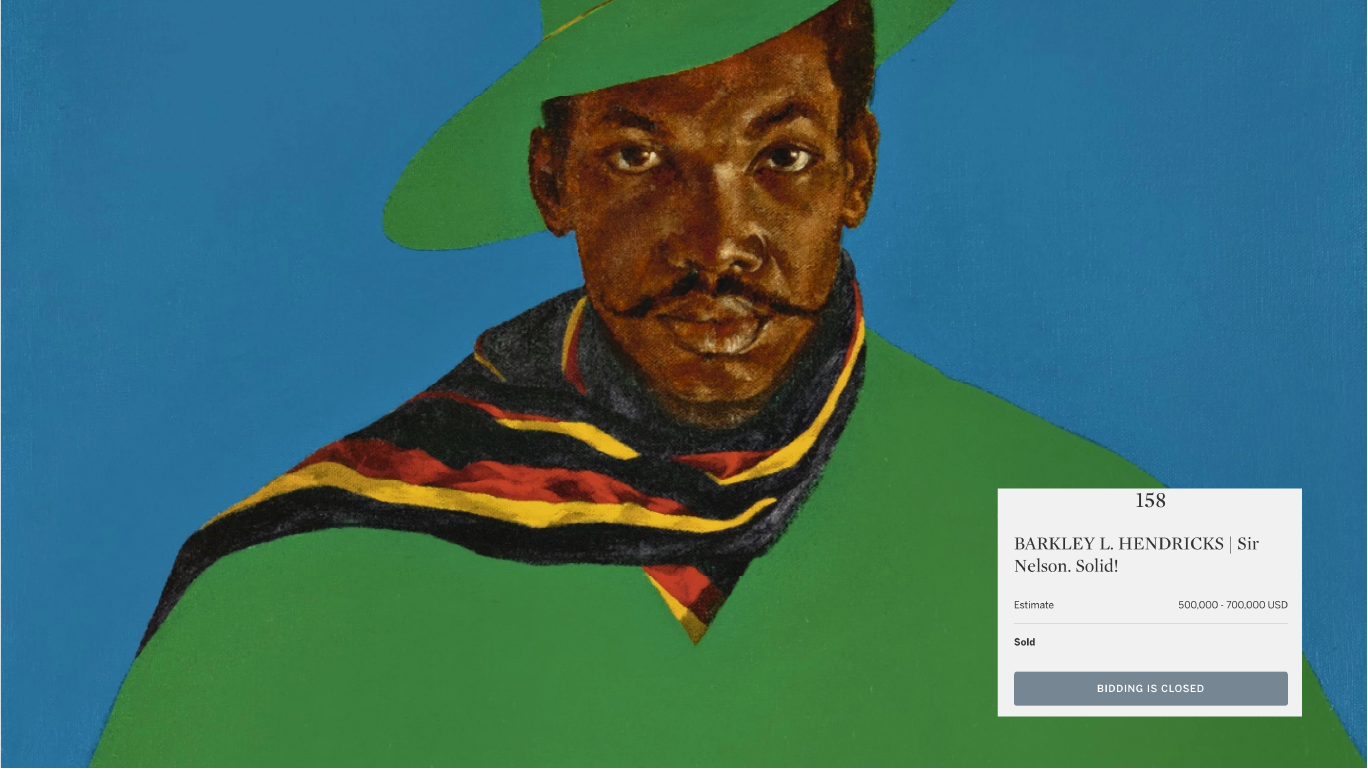 158
BARKLEY L. HENDRICKS | Sir
Nelson. Solid!
Estimate 500,000 - 700,000 USD
Sold
BIDDING IS CLOSED